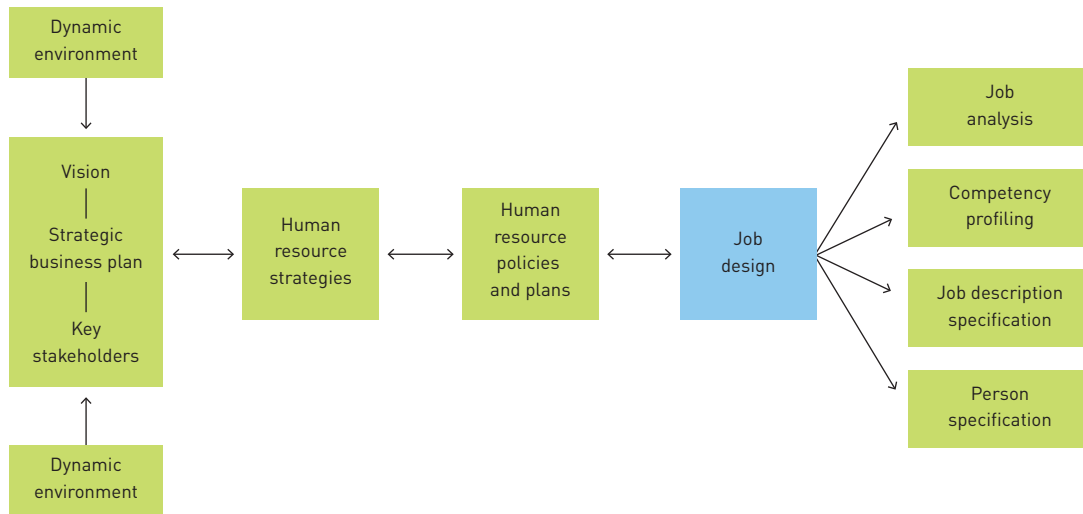 Dynamic
environment
Vision
Strategic
business plan
Key
stakeholders
Dynamic
environment
Human
resource
strategies
Human
resource
policies
and plans
Job
design
Job
analysis
Competency
profiling
Job description
specification
Person
specification